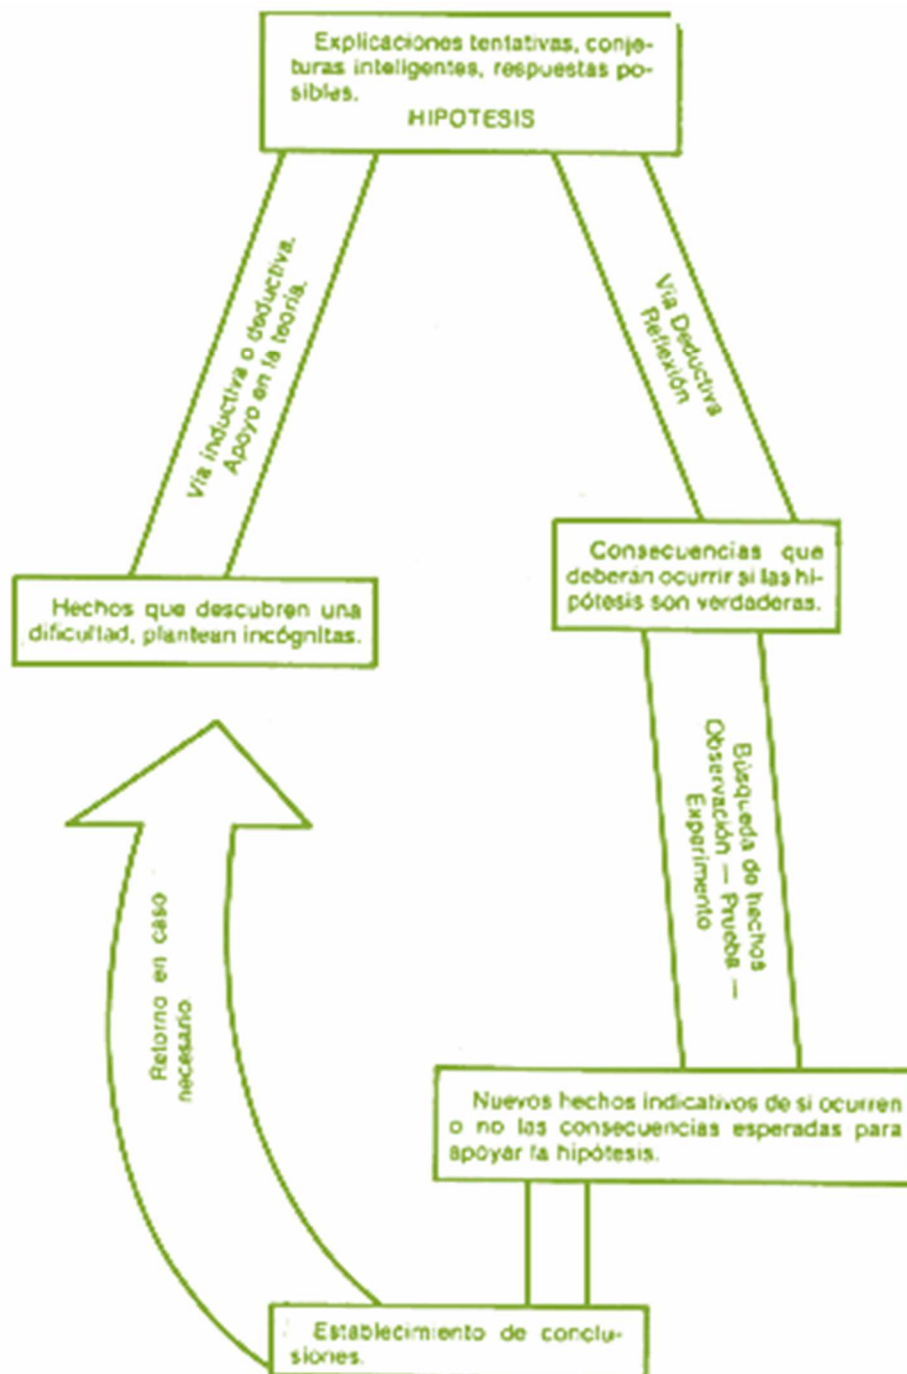 Explicaciones tentativas, conje-
turas inteligentes, respuestas po-
sibles.
HIPOTESIS
Vía inductiva o deductiva.
Apoyo en la teoría.
Vía Deductiva
Reflexión
Hechos que descubren una
dificultad, plantean incógnitas.
Consecuencias que
deberán ocurrir si las hi-
pótesis son verdaderas.
Búsqueda de hechos
Observación — Prueba —
Experimento
Retorno en caso
necesario.
Nuevos hechos indicativos de si ocurren
o no las consecuencias esperadas para
apoyar la hipótesis.
Establecimiento de conclu-
siones.